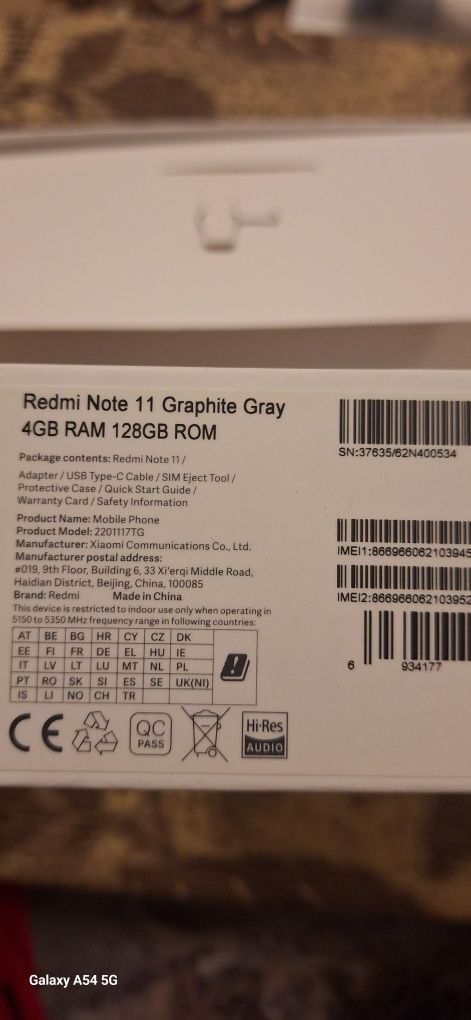 Redmi Note 11 Graphite Gray
4GB RAM 128GB ROM
Package contents: Redmi Note 11 /
Adapter / USB Type-C Cable / SIM Eject Tool /
Protective Case / Quick Start Guide /
Warranty Card / Safety Information
Product Name: Mobile Phone
Product Model: 2201117TG
Manufacturer: Xiaomi Communications Co., Ltd.
Manufacturer postal address:
#019, 9th Floor, Building 6, 33 Xi'erqi Middle Road,
Haidian District, Beijing, China, 100085
Brand: Redmi Made in China
This device is restricted to indoor use only when operating in
5150 to 5350 MHz frequency range in following countries:
AT BE BG HR CY CZ DK
EE FI FR DE EL HU IE
IT LV LT LU MT NL PL
PT RO SK SI ES SE UK(NI)
IS LI NO CH TR
CE
QC
PASS
Hi-Res
AUDIO
SN:37635/62N400534
IMEI1:866966062103945
IMEI2:866966062103952
6 934177
Galaxy A54 5G